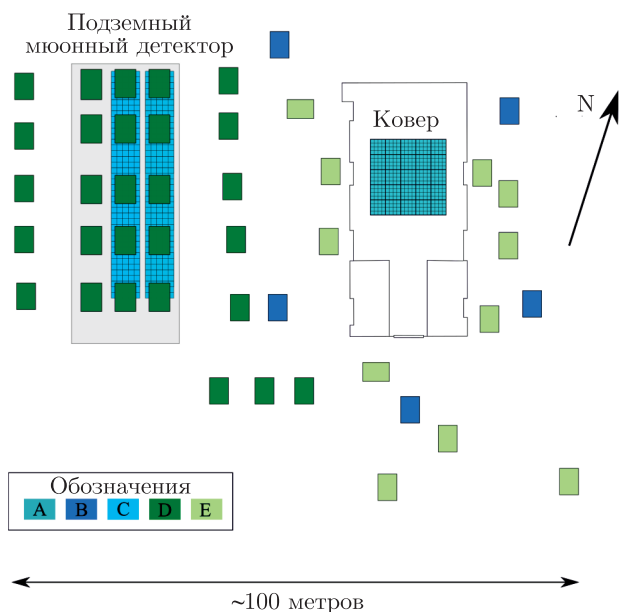 Подземный
мюонный детектор
Ковер
N
Обозначения
A B C D E
~100 метров